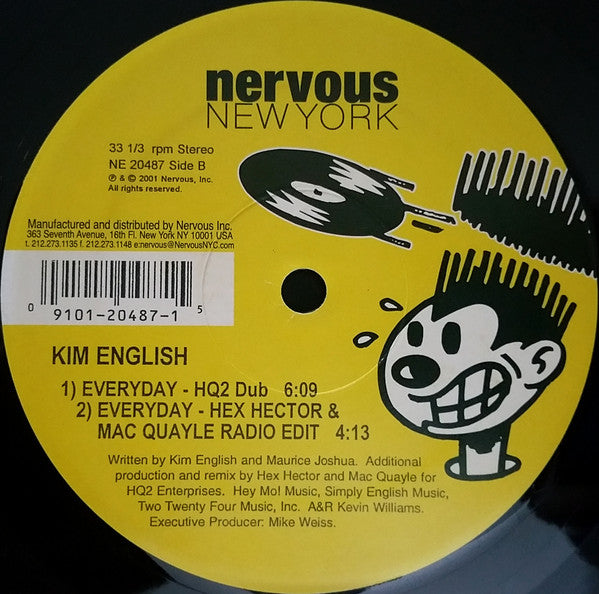 nervous
NEW YORK
33 1/3 rpm Stereo
NE 20487 Side B
℗ & © 2001 Nervous, Inc.
All rights reserved.
Manufactured and distributed by Nervous Inc.
363 Seventh Avenue, 16th Fl. New York NY 10001 USA
t. 212.273.1135 f. 212.273.1148 e:nervous@NervousNYC.com
0 9101-20487-1 5
KIM ENGLISH
1) EVERYDAY - HQ2 Dub 6:09
2) EVERYDAY - HEX HECTOR &
MAC QUAYLE RADIO EDIT 4:13
Written by Kim English and Maurice Joshua. Additional
production and remix by Hex Hector and Mac Quayle for
HQ2 Enterprises. Hey Mo! Music, Simply English Music,
Two Twenty Four Music, Inc. A&R Kevin Williams.
Executive Producer: Mike Weiss.